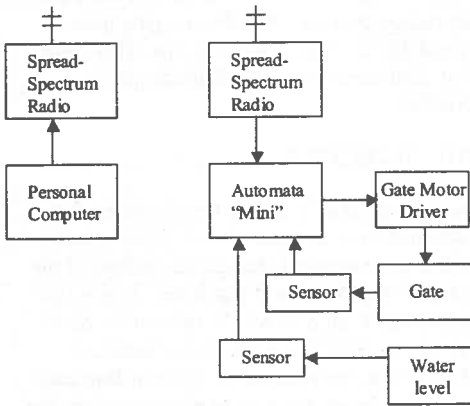 Spread-
Spectrum
Radio
Spread-
Spectrum
Radio
Personal
Computer
Automata
“Mini”
Gate Motor
Driver
Sensor
Gate
Sensor
Water
level